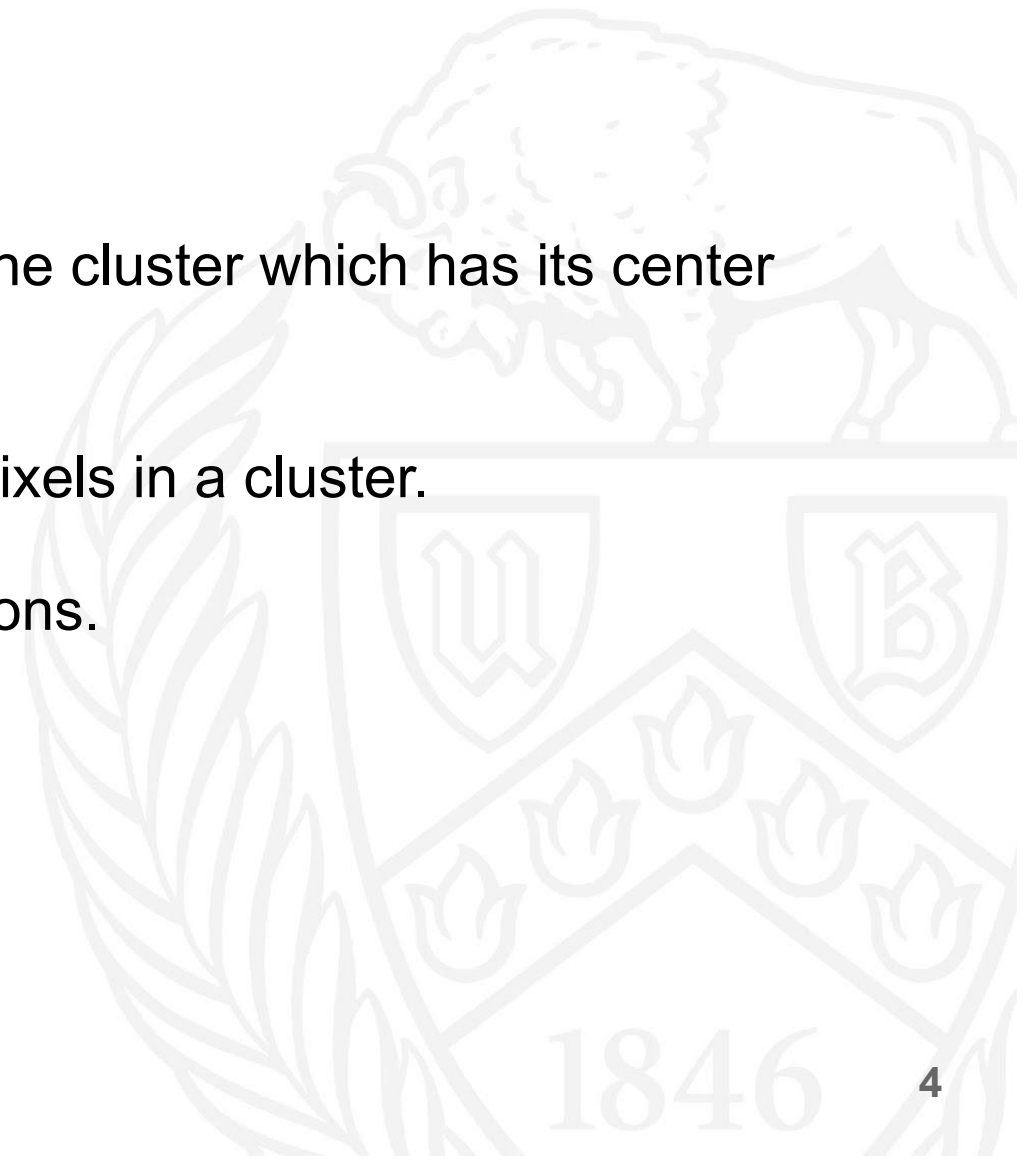 he cluster which has its center
ixels in a cluster.
ons.
U B
1846
4